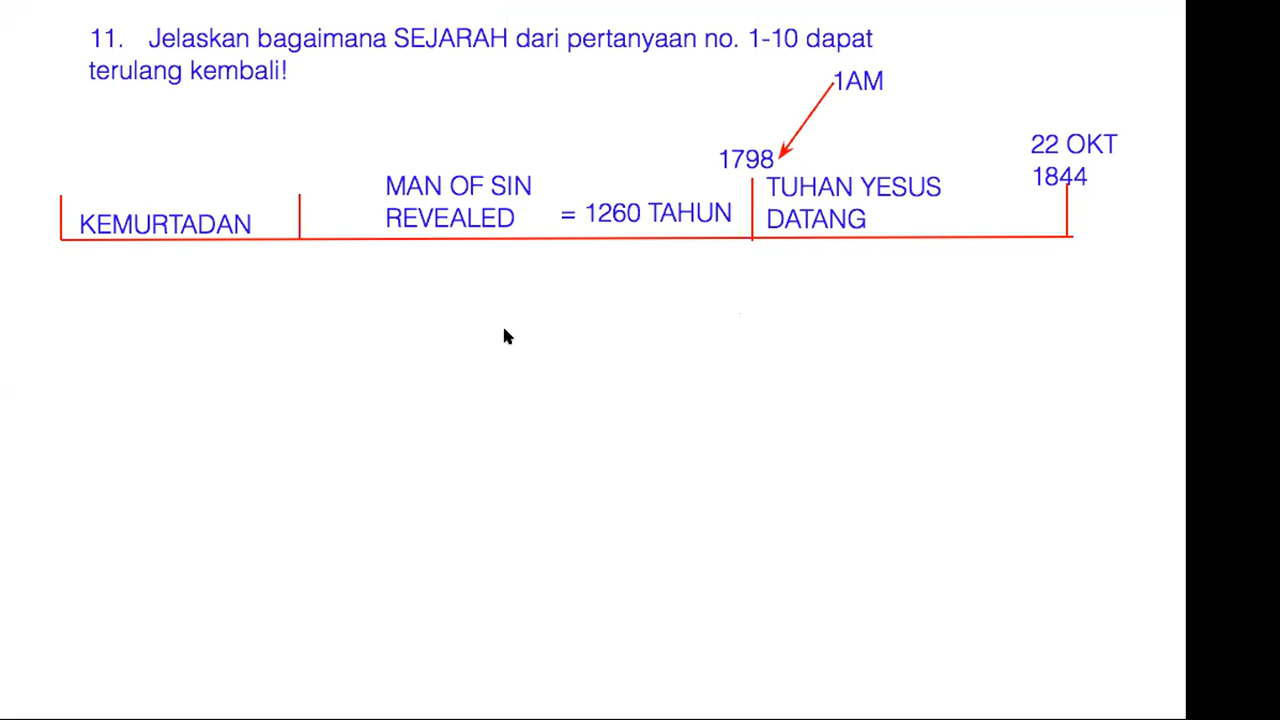 11. Jelaskan bagaimana SEJARAH dari pertanyaan no. 1-10 dapat
terulang kembali!
1AM
22 OKT
1844
1798
MAN OF SIN
REVEALED
= 1260 TAHUN
TUHAN YESUS
DATANG
KEMURTADAN